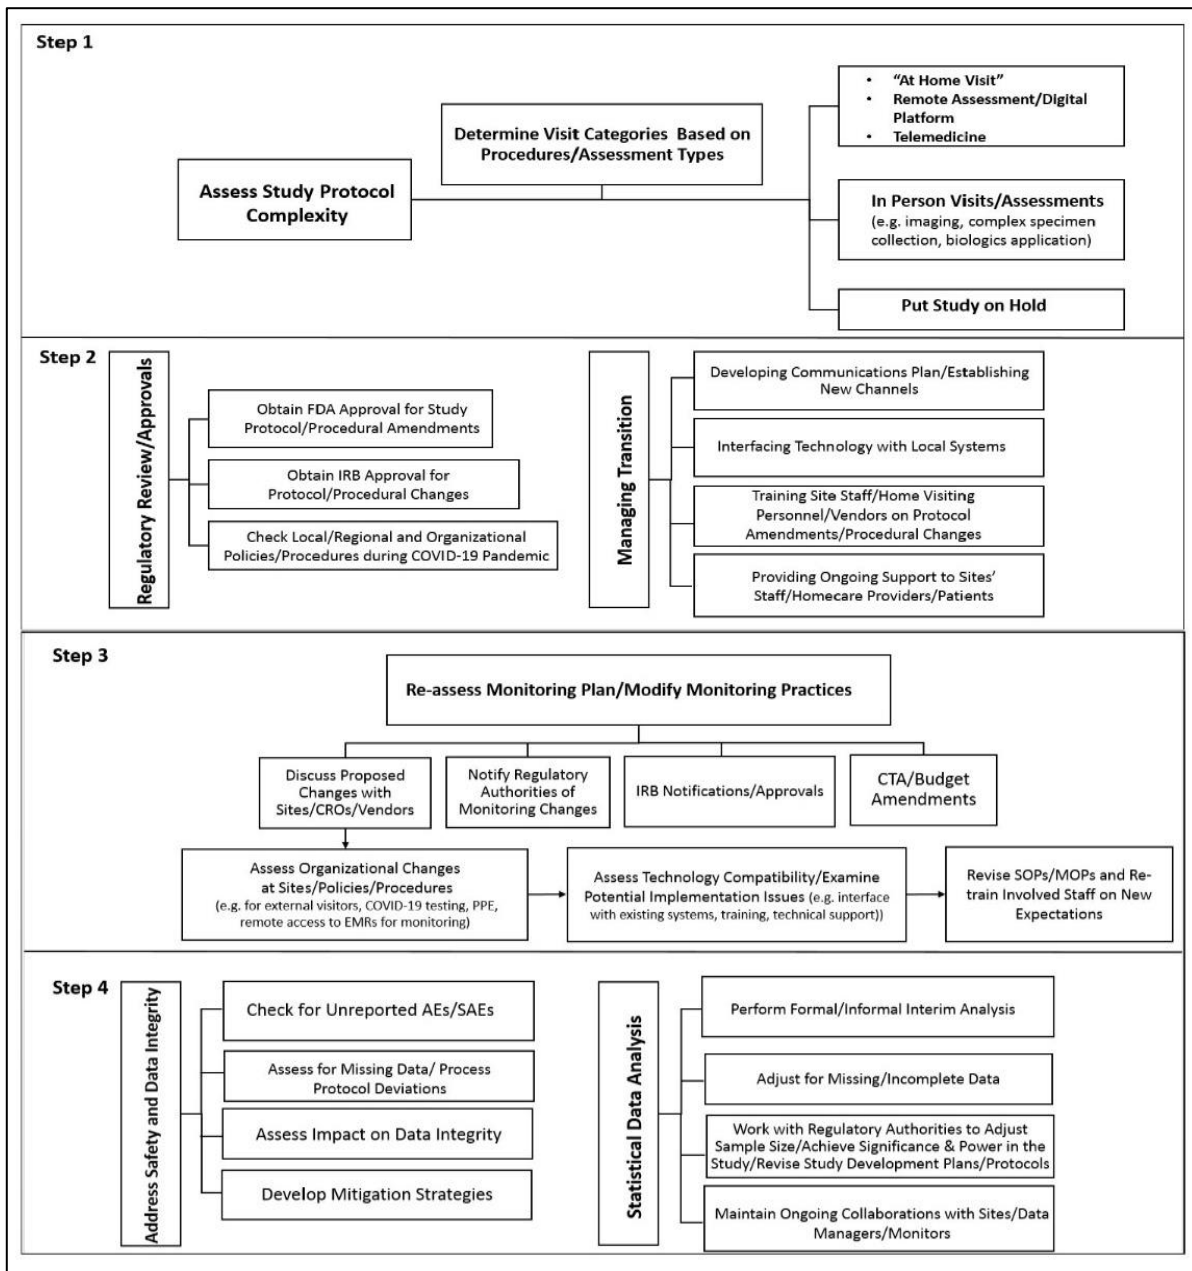 Step 1
Assess Study Protocol
Complexity
Determine Visit Categories Based on
Procedures/Assessment Types
• “At Home Visit”
• Remote Assessment/Digital
Platform
• Telemedicine
In Person Visits/Assessments
(e.g. imaging, complex specimen
collection, biologics application)
Put Study on Hold
Step 2
Regulatory Review/Approvals
Obtain FDA Approval for Study
Protocol/Procedural Amendments
Obtain IRB Approval for
Protocol/Procedural Changes
Check Local/Regional and Organizational
Policies/Procedures during COVID-19 Pandemic
Managing Transition
Developing Communications Plan/Establishing
New Channels
Interfacing Technology with Local Systems
Training Site Staff/Home Visiting
Personnel/Vendors on Protocol
Amendments/Procedural Changes
Providing Ongoing Support to Sites’
Staff/Homecare Providers/Patients
Step 3
Re-assess Monitoring Plan/Modify Monitoring Practices
Discuss Proposed
Changes with
Sites/CROs/Vendors
Notify Regulatory
Authorities of
Monitoring Changes
IRB Notifications/Approvals
CTA/Budget
Amendments
Assess Organizational Changes
at Sites/Policies/Procedures
(e.g. for external visitors, COVID-19 testing, PPE,
remote access to EMRs for monitoring)
Assess Technology Compatibility/Examine
Potential Implementation Issues (e.g. interface
with existing systems, training, technical support))
Revise SOPs/MOPs and Re-
train Involved Staff on New
Expectations
Step 4
Address Safety and Data Integrity
Check for Unreported AEs/SAEs
Assess for Missing Data/ Process
Protocol Deviations
Assess Impact on Data Integrity
Develop Mitigation Strategies
Statistical Data Analysis
Perform Formal/Informal Interim Analysis
Adjust for Missing/Incomplete Data
Work with Regulatory Authorities to Adjust
Sample Size/Achieve Significance & Power in the
Study/Revise Study Development Plans/Protocols
Maintain Ongoing Collaborations with Sites/Data
Managers/Monitors